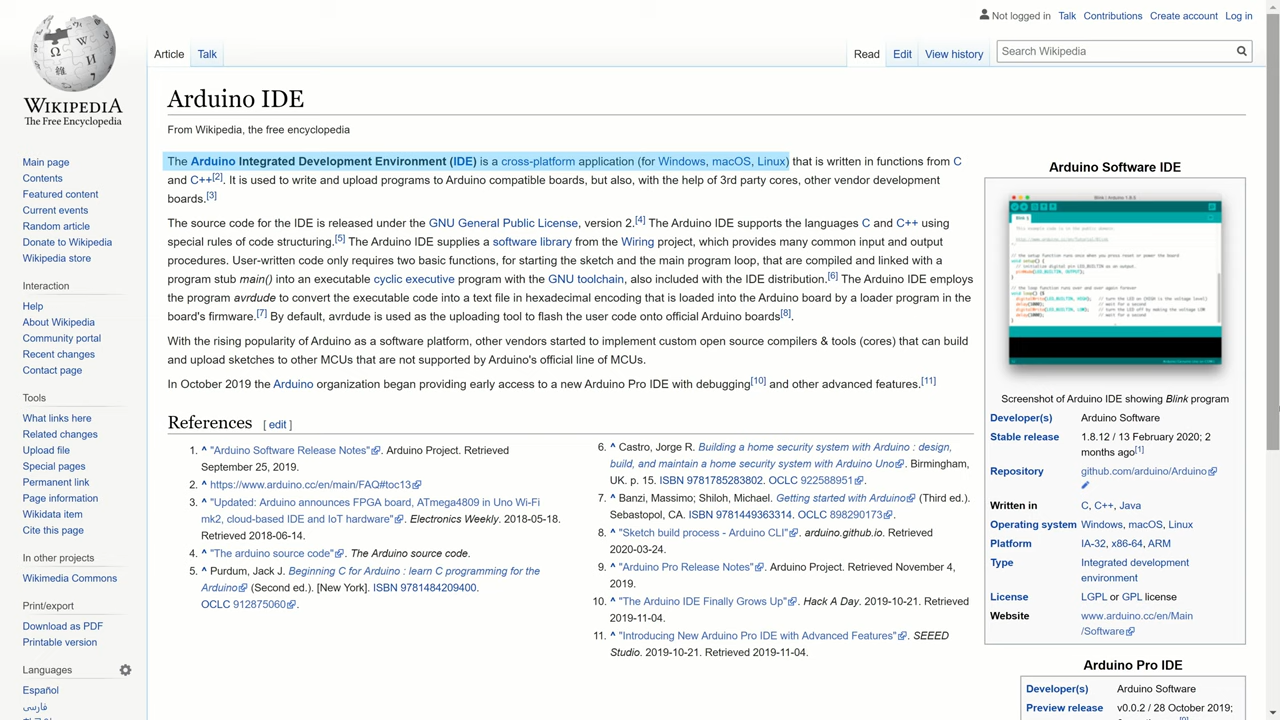 Not logged in Talk Contributions Create account Log in
Article Talk Read Edit View history Search Wikipedia
WIKIPEDIA
The Free Encyclopedia
Main page
Contents
Featured content
Current events
Random article
Donate to Wikipedia
Wikipedia store
Interaction
Help
About Wikipedia
Community portal
Recent changes
Contact page
Tools
What links here
Related changes
Upload file
Special pages
Permanent link
Page information
Wikidata item
Cite this page
In other projects
Wikimedia Commons
Print/export
Download as PDF
Printable version
Languages
Español
فارسی
Arduino IDE
From Wikipedia, the free encyclopedia
The Arduino Integrated Development Environment (IDE) is a cross-platform application (for Windows, macOS, Linux) that is written in functions from C
and C++[2]. It is used to write and upload programs to Arduino compatible boards, but also, with the help of 3rd party cores, other vendor development
boards.[3]
The source code for the IDE is released under the GNU General Public License, version 2.[4] The Arduino IDE supports the languages C and C++ using
special rules of code structuring.[5] The Arduino IDE supplies a software library from the Wiring project, which provides many common input and output
procedures. User-written code only requires two basic functions, for starting the sketch and the main program loop, that are compiled and linked with a
program stub main() into an executable cyclic executive program with the GNU toolchain, also included with the IDE distribution.[6] The Arduino IDE employs
the program avrdude to convert the executable code into a text file in hexadecimal encoding that is loaded into the Arduino board by a loader program in the
board's firmware.[7] By default, avrdude is used as the uploading tool to flash the user code onto official Arduino boards[8].
With the rising popularity of Arduino as a software platform, other vendors started to implement custom open source compilers & tools (cores) that can build
and upload sketches to other MCUs that are not supported by Arduino's official line of MCUs.
In October 2019 the Arduino organization began providing early access to a new Arduino Pro IDE with debugging[10] and other advanced features.[11]
References [ edit ]
1. ^ "Arduino Software Release Notes". Arduino Project. Retrieved
September 25, 2019.
2. ^ https://www.arduino.cc/en/main/FAQ#toc13
3. ^ "Updated: Arduino announces FPGA board, ATmega4809 in Uno Wi-Fi
mk2, cloud-based IDE and IoT hardware". Electronics Weekly. 2018-05-18.
Retrieved 2018-06-14.
4. ^ "The arduino source code". The Arduino source code.
5. ^ Purdum, Jack J. Beginning C for Arduino : learn C programming for the
Arduino (Second ed.). [New York]. ISBN 9781484209400.
OCLC 912875060.
6. ^ Castro, Jorge R. Building a home security system with Arduino : design,
build, and maintain a home security system with Arduino Uno. Birmingham,
UK. p. 15. ISBN 9781785283802. OCLC 922588951.
7. ^ Banzi, Massimo; Shiloh, Michael. Getting started with Arduino (Third ed.).
Sebastopol, CA. ISBN 9781449363314. OCLC 898290173.
8. ^ "Sketch build process - Arduino CLI". arduino.github.io. Retrieved
2020-03-24.
9. ^ "Arduino Pro Release Notes". Arduino Project. Retrieved November 4,
2019.
10. ^ "The Arduino IDE Finally Grows Up". Hack A Day. 2019-10-21. Retrieved
2019-11-04.
11. ^ "Introducing New Arduino Pro IDE with Advanced Features". SEEED
Studio. 2019-10-21. Retrieved 2019-11-04.
Arduino Software IDE
Screenshot of Arduino IDE showing Blink program
Developer(s) Arduino Software
Stable release 1.8.12 / 13 February 2020; 2
months ago[1]
Repository github.com/arduino/Arduino
Written in C, C++, Java
Operating system Windows, macOS, Linux
Platform IA-32, x86-64, ARM
Type Integrated development
environment
License LGPL or GPL license
Website www.arduino.cc/en/Main
/Software
Arduino Pro IDE
Developer(s) Arduino Software
Preview release v0.0.2 / 28 October 2019;